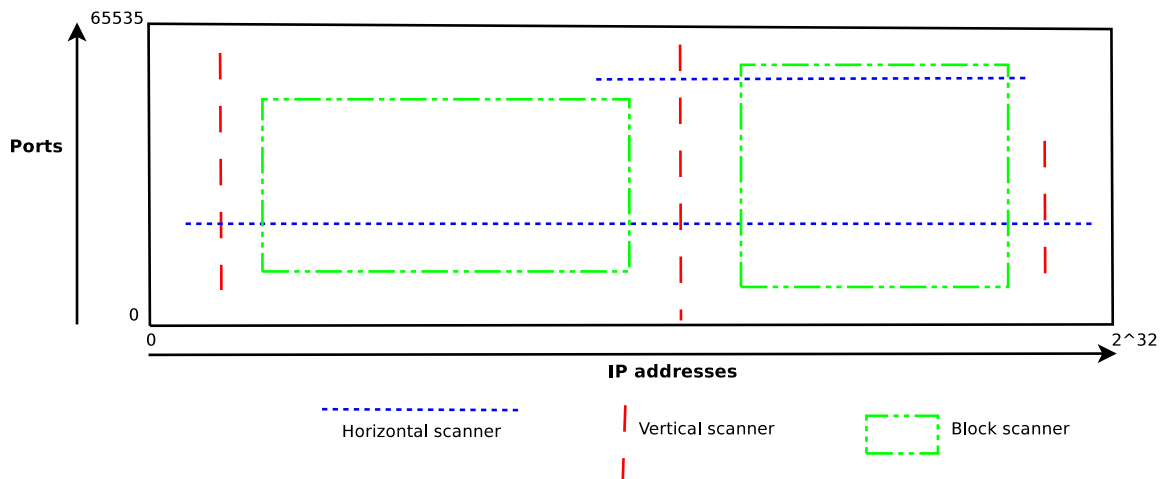 65535
Ports
0
0
2^32
IP addresses
Horizontal scanner
Vertical scanner
Block scanner